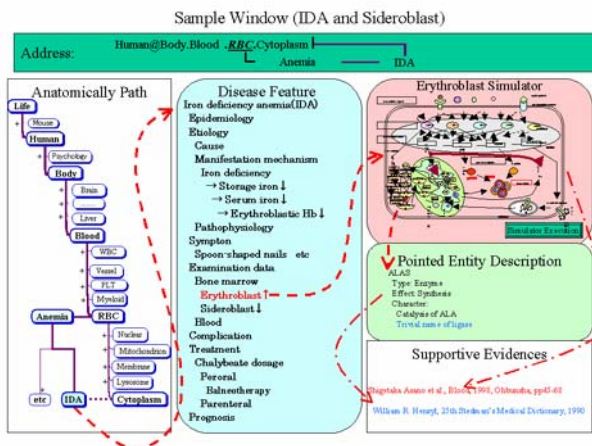 Sample Window (IDA and Sideroblast)
Address:
Human@Body.Blood .RBC.Cytoplasm
Anemia IDA
Anatomically Path
Life
Mouse
Human
Psychology
Body
Brain
........
Liver
Blood
WBC
Vessel
PLT
Myeloid
Anemia RBC
Nuclear
Mitochondrion
Membrane
Lysosome
etc IDA Cytoplasm
Disease Feature
Iron deficiency anemia(IDA)
Epidemiology
Etiology
Cause
Manifestation mechanism
Iron deficiency
→ Storage iron↓
→ Serum iron↓
→ Erythroblastic Hb↓
Pathophysiology
Sympton
Spoon-shaped nails etc
Examination data
Bone marrow
Erythroblast↑
Sideroblast↓
Blood
Complication
Treatment
Chalybeate dosage
Peroral
Balneotherapy
Parenteral
Prognosis
Erythroblast Simulator
Simulator Execution
Pointed Entity Description
ALAS
Type: Enzyme
Effect: Synthesis
Character:
Catalysis of ALA
Trivial name of ligase
Supportive Evidences
Shigetaka Asano et al., Blood, 1998, pp45-68
William R. 25th Stedman's Medical Dictionary, 1990